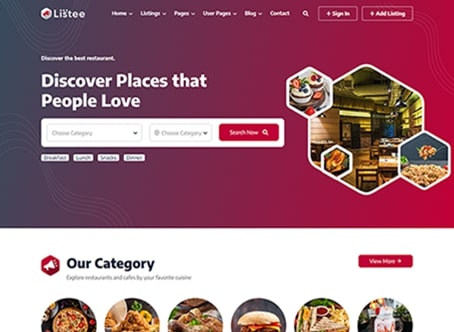 Listee
Home Listings Pages User Pages Blog Contact
+ Sign In
+ Add Listing
Discover the best restaurant.
Discover Places that
People Love
Choose Category
Choose Category
Search Now
Breakfast Lunch Snacks Dinner
Our Category
Explore restaurants and cafes by your favorite cuisine
View More